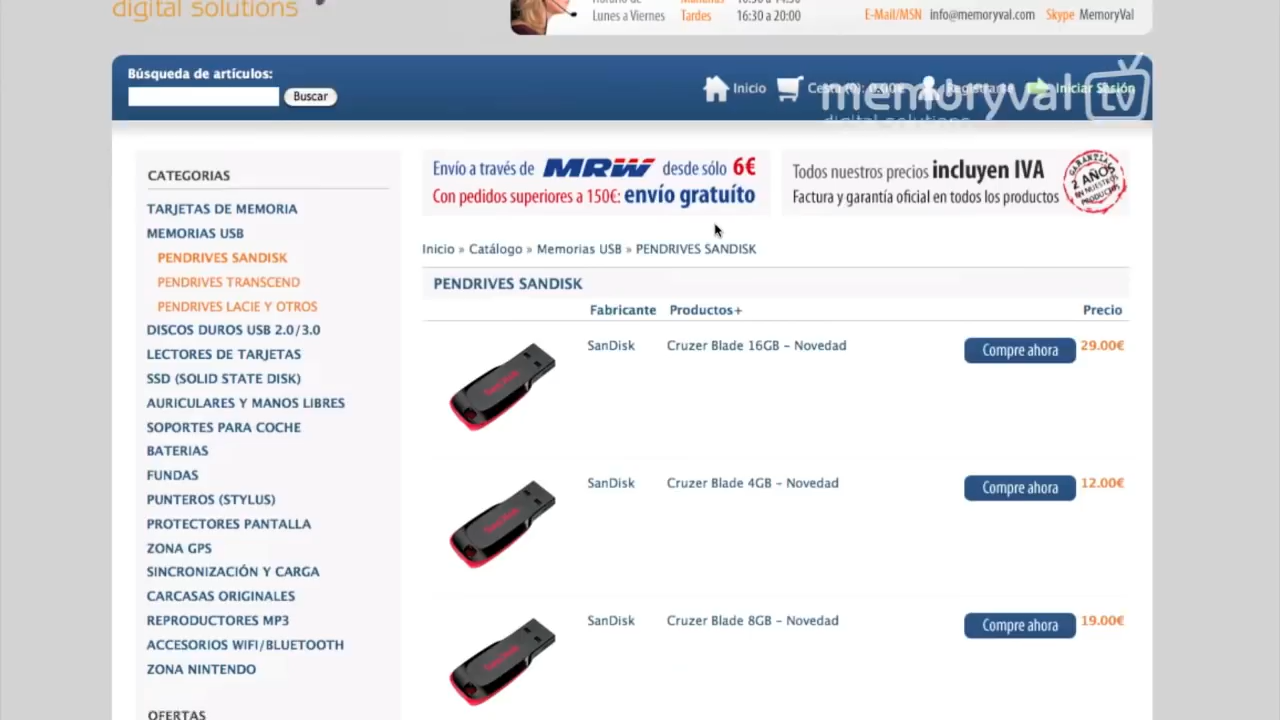 digital solutions
Lunes a Viernes
Tardes
16:30 a 20:00
E-Mail/MSN info@memoryval.com Skype MemoryVal
Búsqueda de artículos:
Buscar
Inicio
memoryval tv
Envío a través de MRW desde sólo 6€
Con pedidos superiores a 150€: envío gratuíto
Todos nuestros precios incluyen IVA
Factura y garantía oficial en todos los productos
2 AÑOS
CATEGORIAS
TARJETAS DE MEMORIA
MEMORIAS USB
PENDRIVES SANDISK
PENDRIVES TRANSCEND
PENDRIVES LACIE Y OTROS
DISCOS DUROS USB 2.0/3.0
LECTORES DE TARJETAS
SSD (SOLID STATE DISK)
AURICULARES Y MANOS LIBRES
SOPORTES PARA COCHE
BATERIAS
FUNDAS
PUNTEROS (STYLUS)
PROTECTORES PANTALLA
ZONA GPS
SINCRONIZACIÓN Y CARGA
CARCASAS ORIGINALES
REPRODUCTORES MP3
ACCESORIOS WIFI/BLUETOOTH
ZONA NINTENDO
OFERTAS
Inicio » Catálogo » Memorias USB » PENDRIVES SANDISK
PENDRIVES SANDISK
Fabricante Productos+ Precio
SanDisk Cruzer Blade 16GB – Novedad Compre ahora 29.00€
SanDisk Cruzer Blade 4GB – Novedad Compre ahora 12.00€
SanDisk Cruzer Blade 8GB – Novedad Compre ahora 19.00€